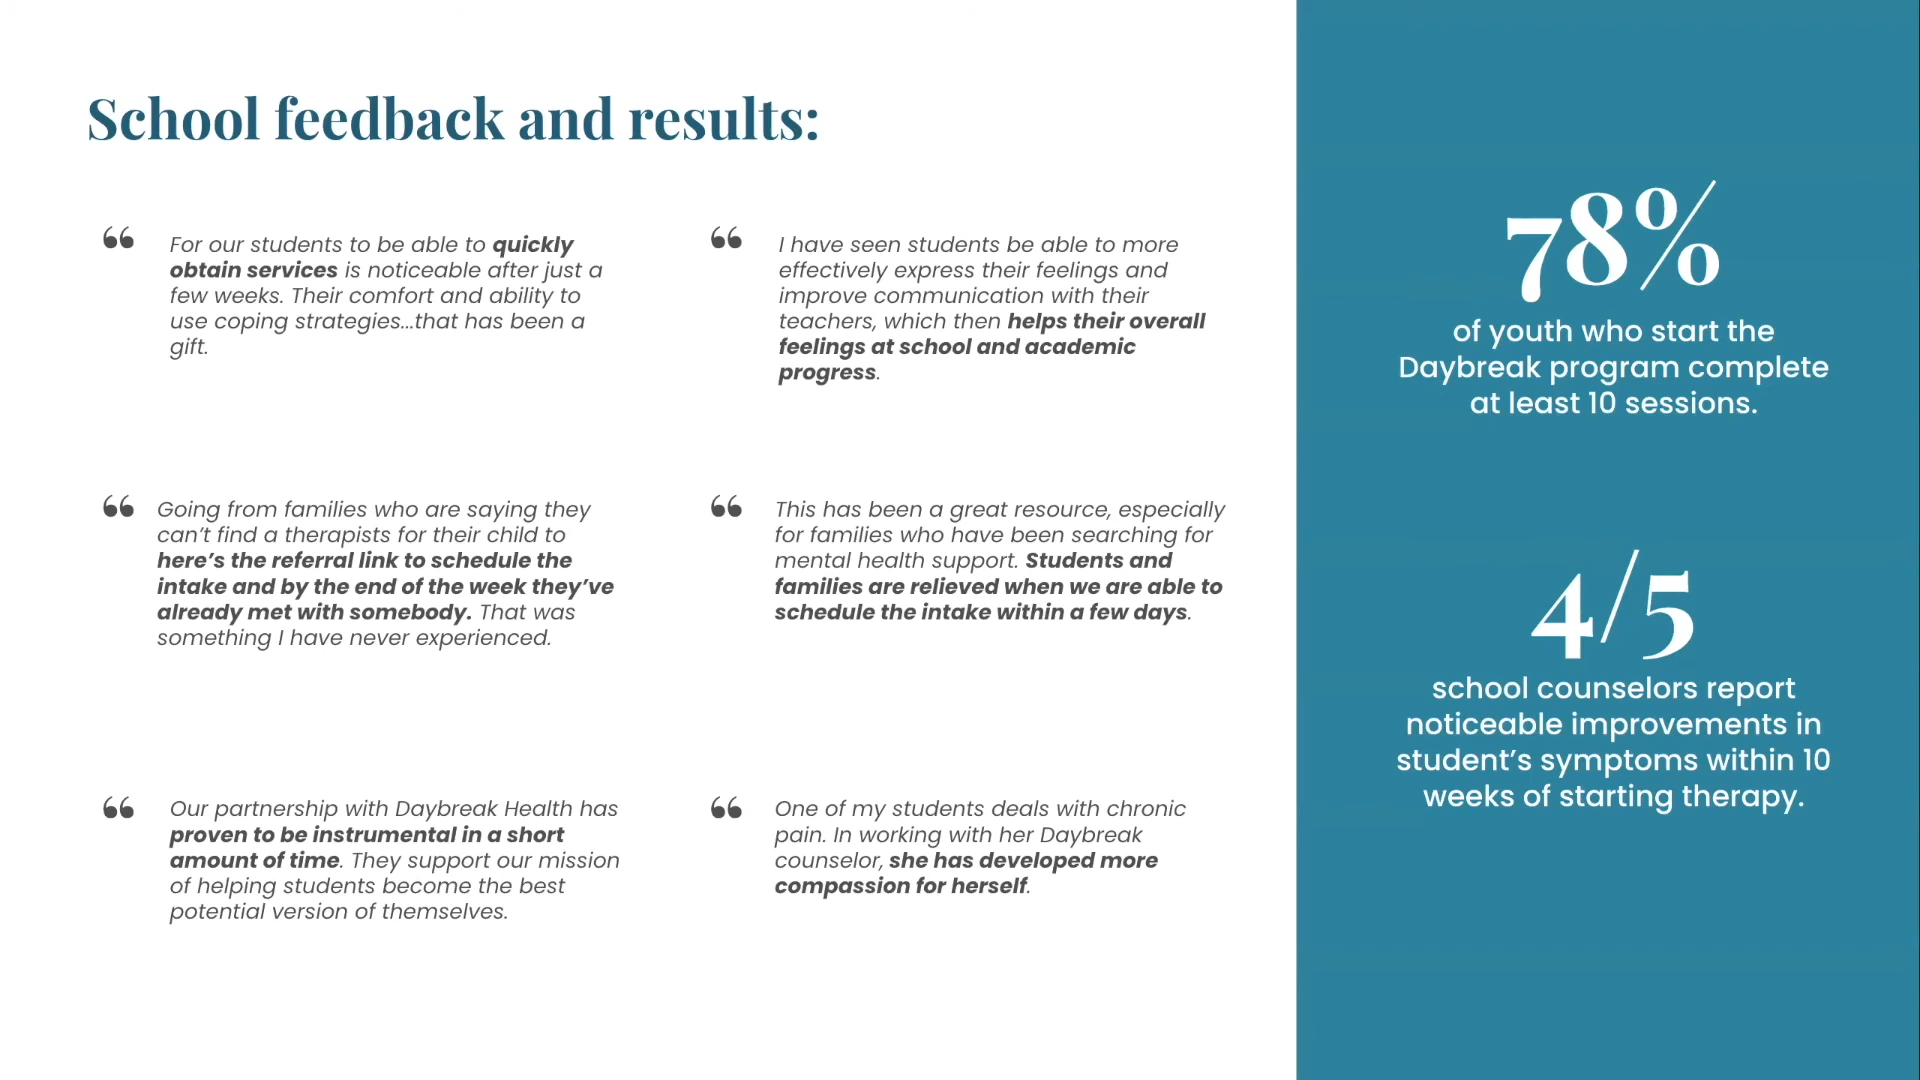 School feedback and results:
“
For our students to be able to quickly
obtain services is noticeable after just a
few weeks. Their comfort and ability to
use coping strategies...that has been a
gift.
“
I have seen students be able to more
effectively express their feelings and
improve communication with their
teachers, which then helps their overall
feelings at school and academic
progress.
“
Going from families who are saying they
can’t find a therapists for their child to
here’s the referral link to schedule the
intake and by the end of the week they’ve
already met with somebody. That was
something I have never experienced.
“
This has been a great resource, especially
for families who have been searching for
mental health support. Students and
families are relieved when we are able to
schedule the intake within a few days.
“
Our partnership with Daybreak Health has
proven to be instrumental in a short
amount of time. They support our mission
of helping students become the best
potential version of themselves.
“
One of my students deals with chronic
pain. In working with her Daybreak
counselor, she has developed more
compassion for herself.
78%
of youth who start the
Daybreak program complete
at least 10 sessions.
4/5
school counselors report
noticeable improvements in
student’s symptoms within 10
weeks of starting therapy.